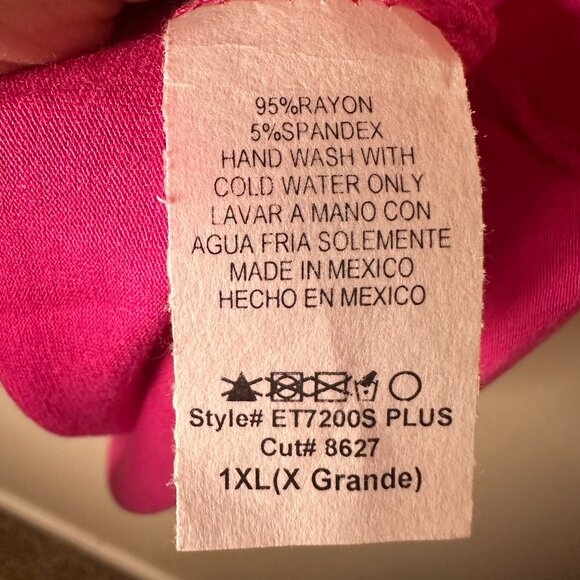 95%RAYON
5%SPANDEX
HAND WASH WITH
COLD WATER ONLY
LAVAR A MANO CON
AGUA FRIA SOLEMENTE
MADE IN MEXICO
HECHO EN MEXICO
Style# ET7200S PLUS
Cut# 8627
1XL(X Grande)